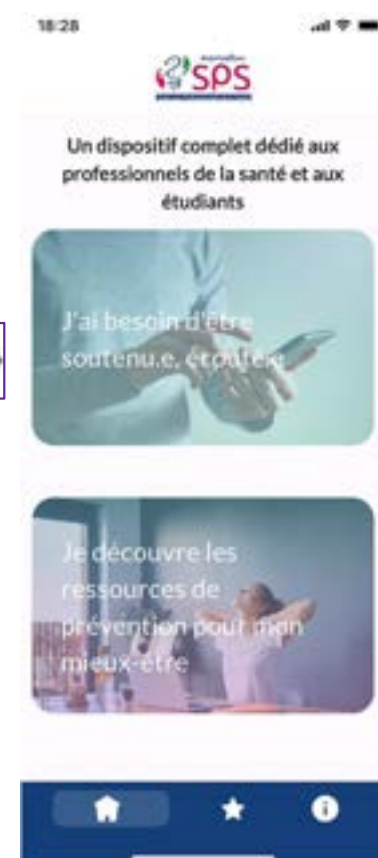 18:28
SPS
Un dispositif complet dédié aux
professionnels de la santé et aux
étudiants
J'ai besoin d'être
soutenu.e, écouté.e
Je découvre les
ressources de
prévention pour mon
mieux-être